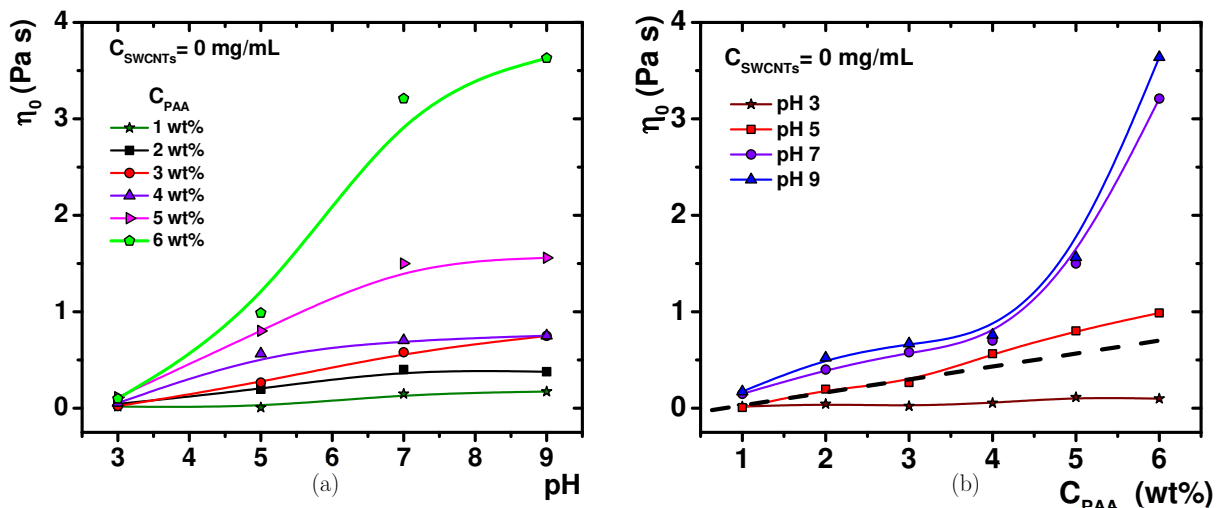 4
3
2
1
0
η₀ (Pa s)
C_SWCNTs = 0 mg/mL
C_PAA
1 wt%
2 wt%
3 wt%
4 wt%
5 wt%
6 wt%
3 4 5 6 7 8 9
(a)
pH
4
3
2
1
0
η₀ (Pa s)
C_SWCNTs = 0 mg/mL
pH 3
pH 5
pH 7
pH 9
1 2 3 4 5 6
(b)
C_PAA (wt%)